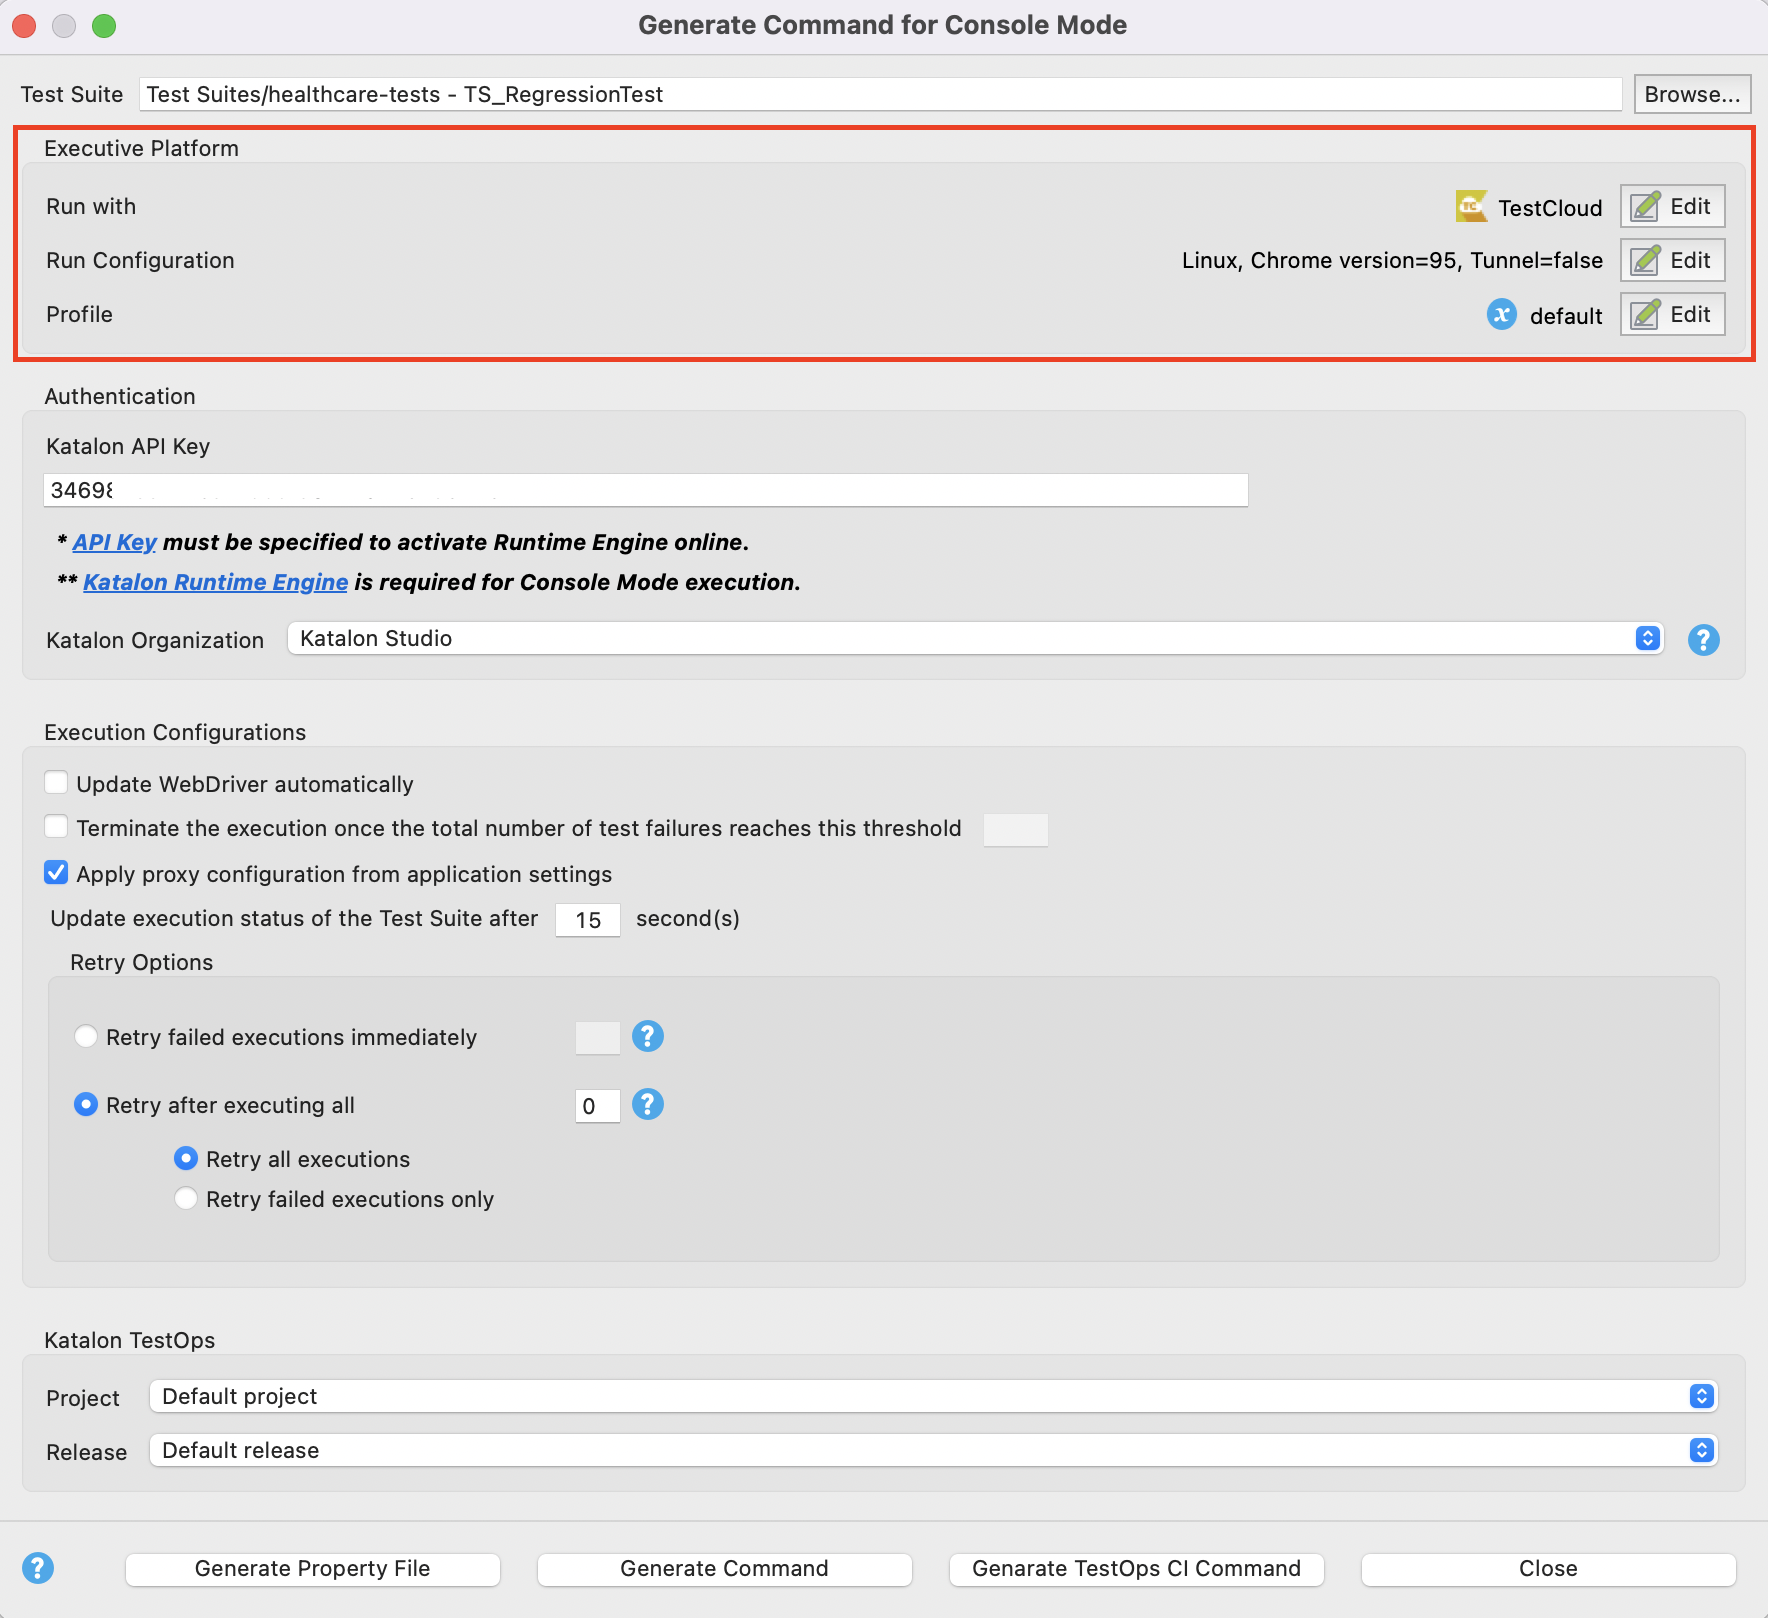 Generate Command for Console Mode
Test Suite Test Suites/healthcare-tests - TS_RegressionTest Browse...
Executive Platform
Run with TC TestCloud Edit
Run Configuration Linux, Chrome version=95, Tunnel=false Edit
Profile x default Edit
Authentication
Katalon API Key
34698
* API Key must be specified to activate Runtime Engine online.
** Katalon Runtime Engine is required for Console Mode execution.
Katalon Organization Katalon Studio ?
Execution Configurations
Update WebDriver automatically
Terminate the execution once the total number of test failures reaches this threshold
Apply proxy configuration from application settings
Update execution status of the Test Suite after 15 second(s)
Retry Options
Retry failed executions immediately ?
Retry after executing all 0 ?
Retry all executions
Retry failed executions only
Katalon TestOps
Project Default project
Release Default release
? Generate Property File Generate Command Genarate TestOps CI Command Close